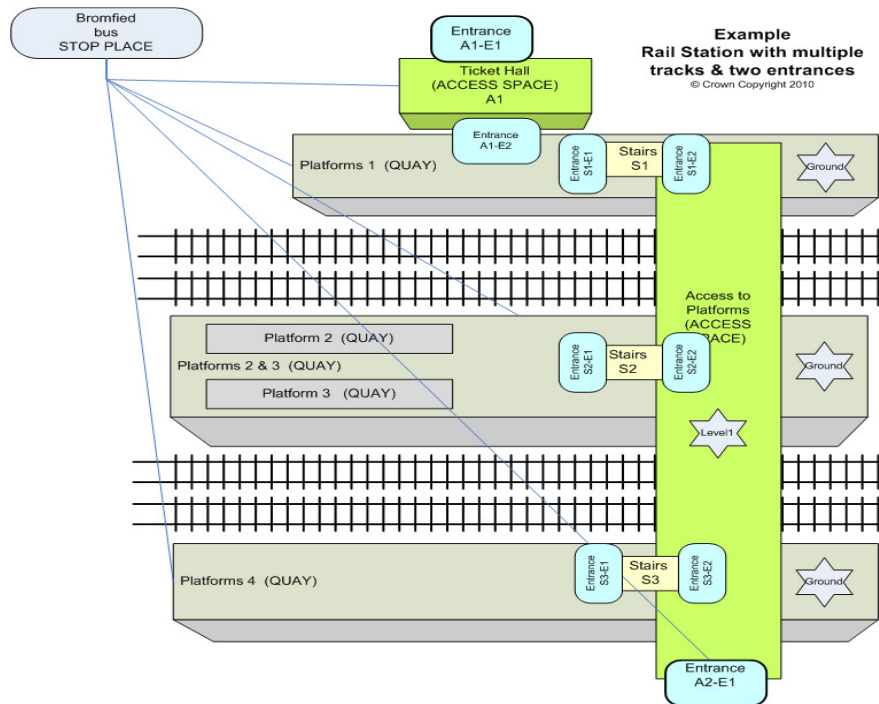 Bromfied
bus
STOP PLACE
Entrance
A1-E1
Example
Rail Station with multiple
tracks & two entrances
© Crown Copyright 2010
Ticket Hall
(ACCESS SPACE)
A1
Entrance
A1-E2
Platforms 1 (QUAY)
Entrance
S1-E1
Stairs
S1
Entrance
S1-E2
Ground
Access to
Platforms
(ACCESS
PACE)
Platform 2 (QUAY)
Platforms 2 & 3 (QUAY)
Platform 3 (QUAY)
Entrance
S2-E1
Stairs
S2
Entrance
S2-E2
Ground
Level1
Platforms 4 (QUAY)
Entrance
S3-E1
Stairs
S3
Entrance
S3-E2
Ground
Entrance
A2-E1